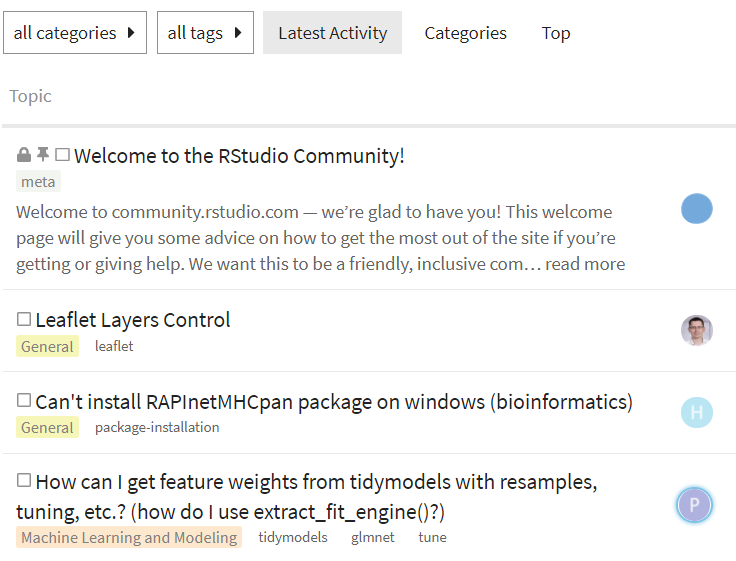 all categories all tags Latest Activity Categories Top
Topic
Welcome to the RStudio Community!
meta
Welcome to community.rstudio.com — we’re glad to have you! This welcome
page will give you some advice on how to get the most out of the site if you’re
getting or giving help. We want this to be a friendly, inclusive com… read more
Leaflet Layers Control
General leaflet
Can't install RAPInetMHCpan package on windows (bioinformatics)
H
General package-installation
How can I get feature weights from tidymodels with resamples,
tuning, etc.? (how do I use extract_fit_engine()?)
P
Machine Learning and Modeling tidymodels glmnet tune